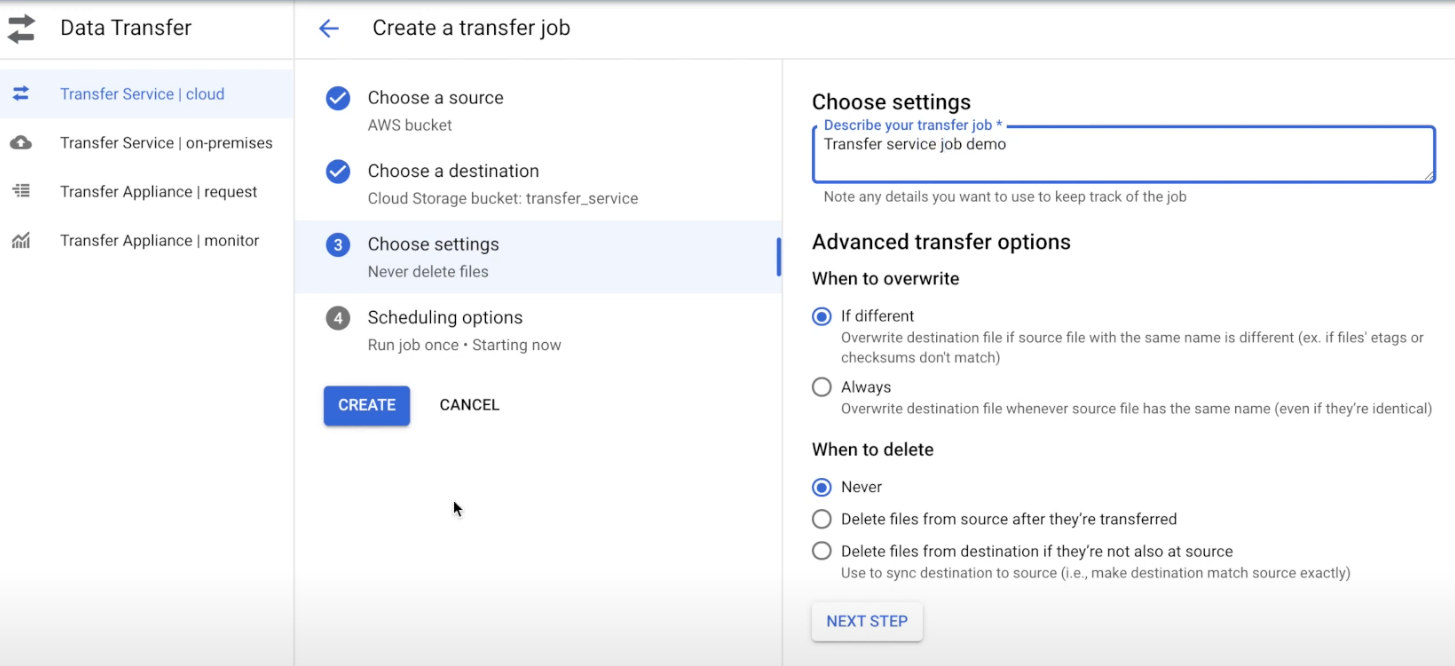 Data Transfer
Transfer Service | cloud
Transfer Service | on-premises
Transfer Appliance | request
Transfer Appliance | monitor
Create a transfer job
Choose a source
AWS bucket
Choose a destination
Cloud Storage bucket: transfer_service
3
Choose settings
Never delete files
4
Scheduling options
Run job once • Starting now
CREATE
CANCEL
Choose settings
Describe your transfer job *
Transfer service job demo
Note any details you want to use to keep track of the job
Advanced transfer options
When to overwrite
If different
Overwrite destination file if source file with the same name is different (ex. if files' etags or
checksums don't match)
Always
Overwrite destination file whenever source file has the same name (even if they're identical)
When to delete
Never
Delete files from source after they're transferred
Delete files from destination if they're not also at source
Use to sync destination to source (i.e., make destination match source exactly)
NEXT STEP